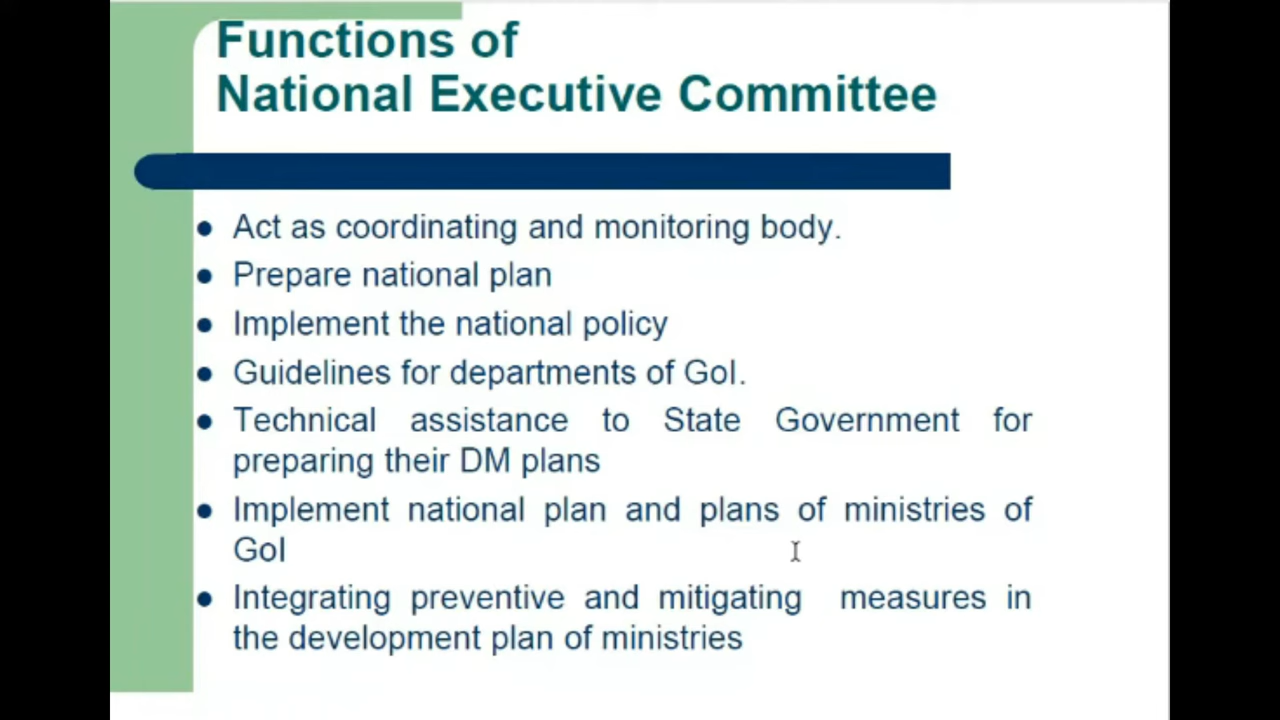 Functions of
National Executive Committee
● Act as coordinating and monitoring body.
● Prepare national plan
● Implement the national policy
● Guidelines for departments of GoI.
● Technical assistance to State Government for
preparing their DM plans
● Implement national plan and plans of ministries of
GoI
● Integrating preventive and mitigating measures in
the development plan of ministries